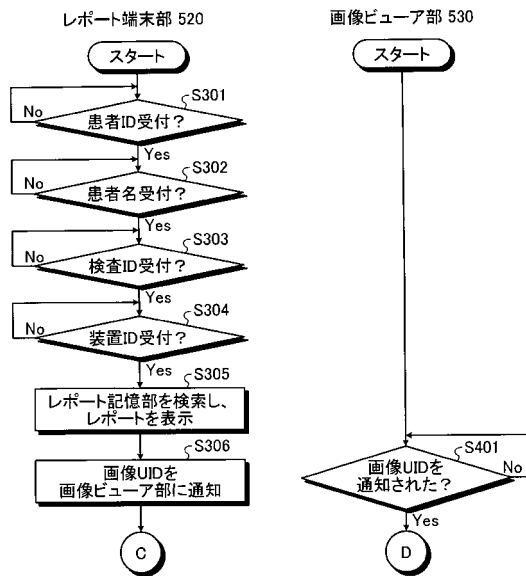 レポート端末部 520
スタート
S301
患者ID受付?
No
Yes
S302
患者名受付?
No
Yes
S303
検査ID受付?
No
Yes
S304
装置ID受付?
No
Yes
S305
レポート記憶部を検索し、
レポートを表示
S306
画像UIDを
画像ビューア部に通知
C
画像ビューア部 530
スタート
S401
画像UIDを
通知された?
No
Yes
D